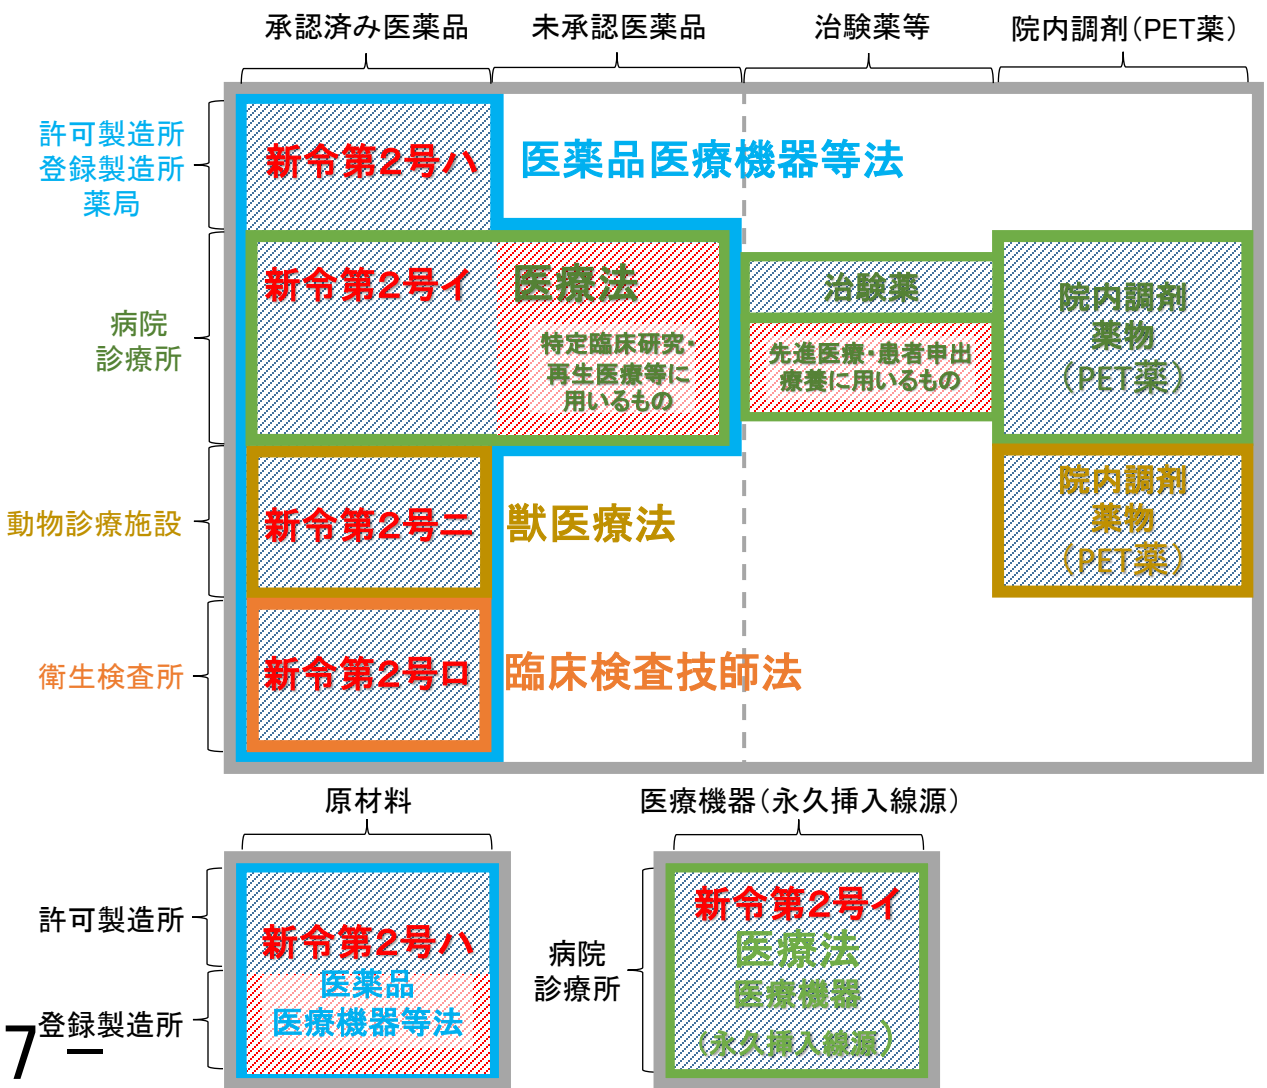 承認済み医薬品
未承認医薬品
治験薬等
院内調剤(PET薬)
許可製造所
登録製造所
薬局
新令第2号ハ
医薬品医療機器等法
病院
診療所
新令第2号イ
医療法
特定臨床研究・
再生医療等に
用いるもの
治験薬
先進医療・患者申出
療養に用いるもの
院内調剤
薬物
(PET薬)
動物診療施設
新令第2号ニ
獣医療法
院内調剤
薬物
(PET薬)
衛生検査所
新令第2号ロ
臨床検査技師法
原材料
許可製造所
登録製造所
新令第2号ハ
医薬品
医療機器等法
医療機器(永久挿入線源)
病院
診療所
新令第2号イ
医療法
医療機器
(永久挿入線源)
7